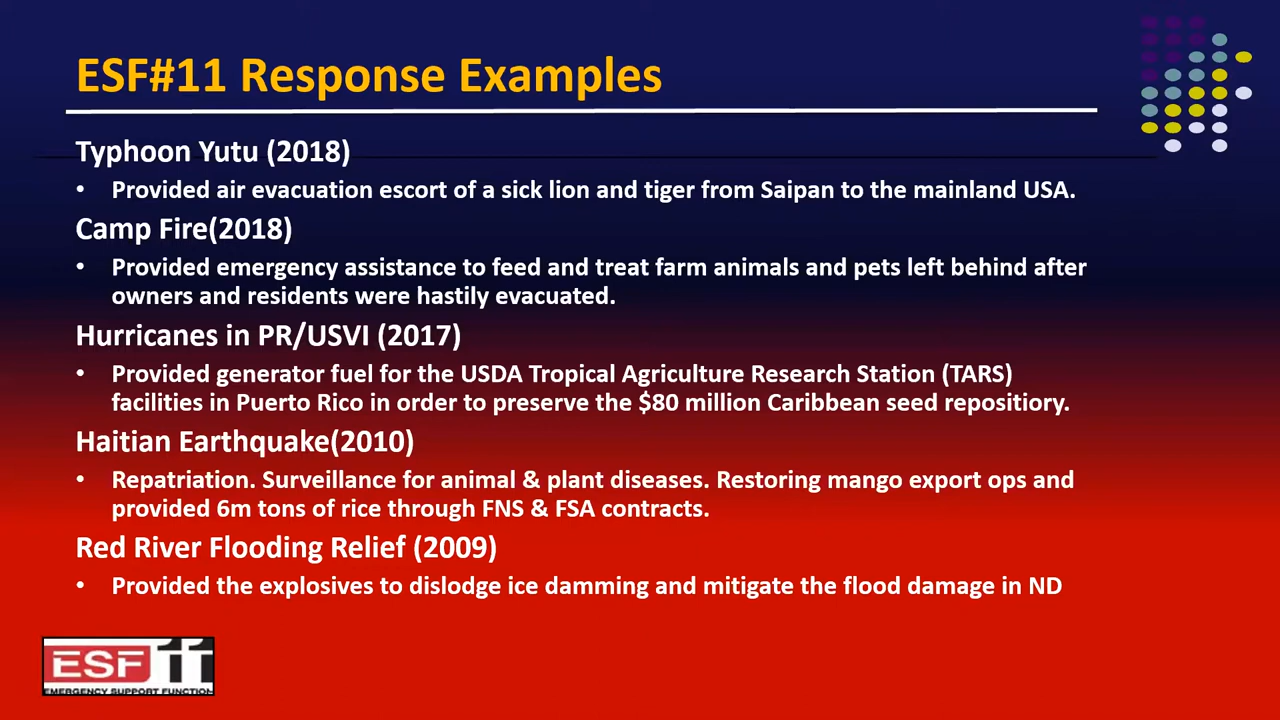 ESF#11 Response Examples
Typhoon Yutu (2018)
• Provided air evacuation escort of a sick lion and tiger from Saipan to the mainland USA.
Camp Fire(2018)
• Provided emergency assistance to feed and treat farm animals and pets left behind after
owners and residents were hastily evacuated.
Hurricanes in PR/USVI (2017)
• Provided generator fuel for the USDA Tropical Agriculture Research Station (TARS)
facilities in Puerto Rico in order to preserve the $80 million Caribbean seed repositiory.
Haitian Earthquake(2010)
• Repatriation. Surveillance for animal & plant diseases. Restoring mango export ops and
provided 6m tons of rice through FNS & FSA contracts.
Red River Flooding Relief (2009)
• Provided the explosives to dislodge ice damming and mitigate the flood damage in ND
ESF 11
EMERGENCY SUPPORT FUNCTION